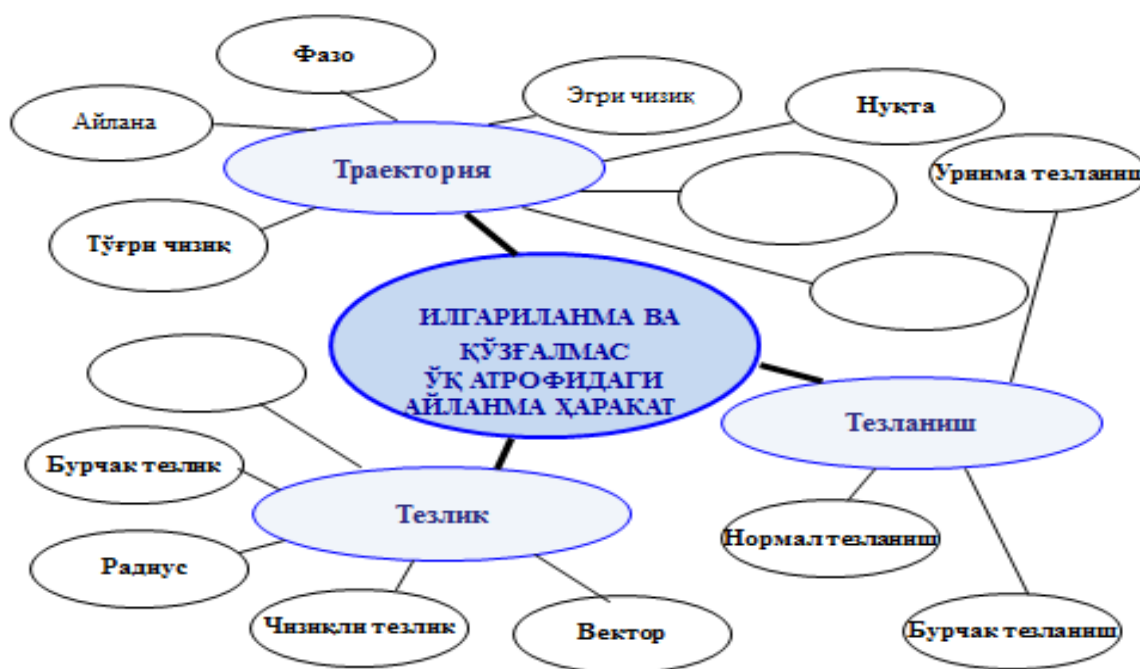 Фазо
Эгри чизиқ
Нуқта
Айлана
Траектория
Уринма тезланиш
Тўғри чизиқ
ИЛГАРИЛАНМА ВА
ҚЎЗҒАЛМАС
ЎҚ АТРОФИДАГИ
АЙЛАНМА ҲАРАКАТ
Тезланиш
Бурчак тезлик
Тезлик
Нормал тезланиш
Радиус
Чизиқли тезлик
Вектор
Бурчак тезланиш